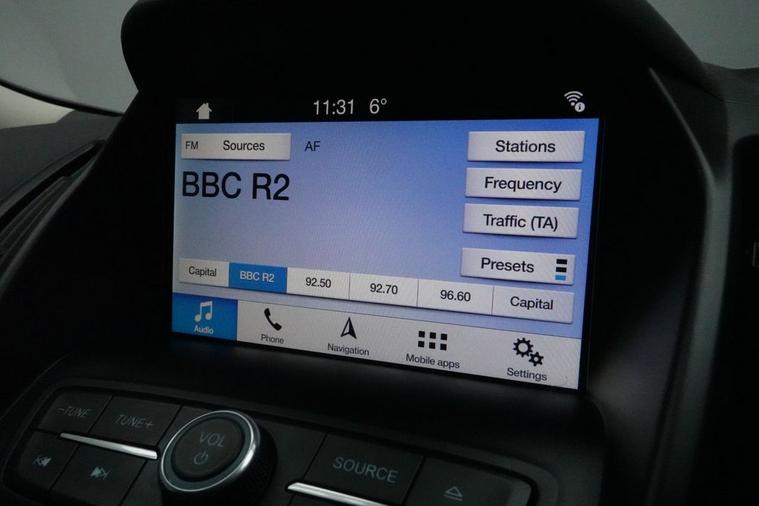 11:31 6°
FM Sources AF
Stations
BBC R2
Frequency
Traffic (TA)
Presets
Capital BBC R2 92.50 92.70 96.60 Capital
Audio Phone Navigation Mobile apps Settings
-TUNE TUNE+ VOL SOURCE